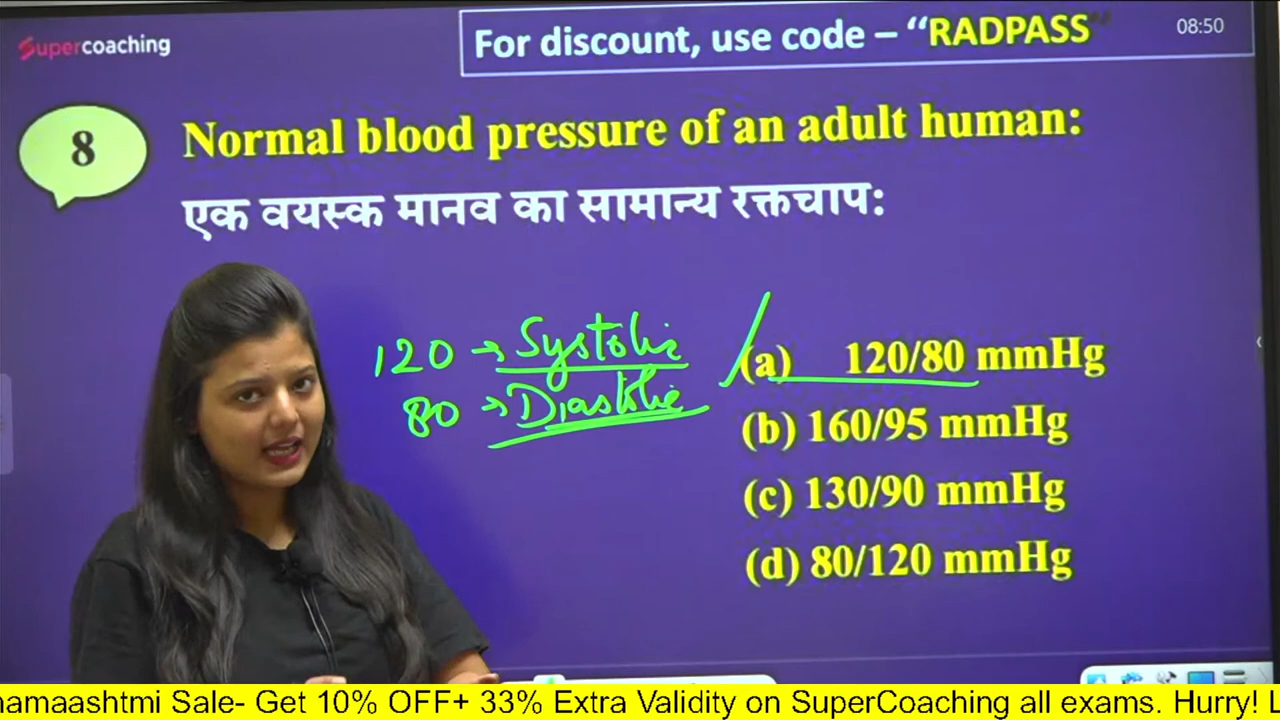 Supercoaching
For discount, use code – “RADPASS”
08:50
8
Normal blood pressure of an adult human:
एक वयस्क मानव का सामान्य रक्तचाप:
120 → Systolic
80 → Diastolic
(a) 120/80 mmHg
(b) 160/95 mmHg
(c) 130/90 mmHg
(d) 80/120 mmHg
namaashtmi Sale- Get 10% OFF+ 33% Extra Validity on SuperCoaching all exams. Hurry! L